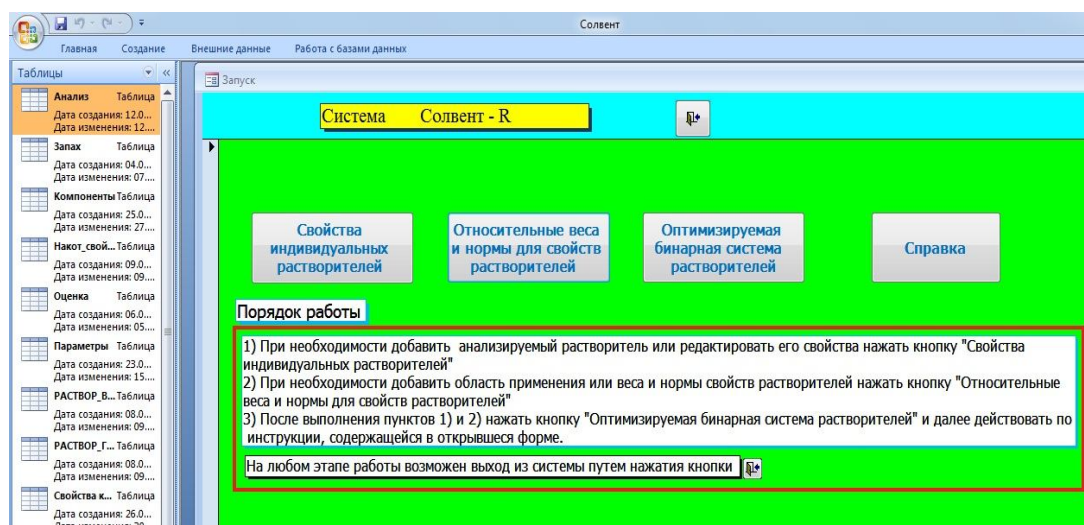 Солвент
Главная Создание Внешние данные Работа с базами данных
Таблицы
Запуск
Анализ Таблица
Дата создания: 12.0...
Дата изменения: 12....
Запах Таблица
Дата создания: 04.0...
Дата изменения: 07....
Компоненты Таблица
Дата создания: 25.0...
Дата изменения: 27....
Накот_свой... Таблица
Дата создания: 09.0...
Дата изменения: 09....
Оценка Таблица
Дата создания: 06.0...
Дата изменения: 05....
Параметры Таблица
Дата создания: 23.0...
Дата изменения: 15....
РАСТВОР_В... Таблица
Дата создания: 08.0...
Дата изменения: 09....
РАСТВОР_Г... Таблица
Дата создания: 08.0...
Дата изменения: 09....
Свойства к... Таблица
Дата создания: 26.0...
Система Солвент - R
Свойства
индивидуальных
растворителей
Относительные веса
и нормы для свойств
растворителей
Оптимизируемая
бинарная система
растворителей
Справка
Порядок работы
1) При необходимости добавить анализируемый растворитель или редактировать его свойства нажать кнопку "Свойства
индивидуальных растворителей"
2) При необходимости добавить область применения или веса и нормы свойств растворителей нажать кнопку "Относительные
веса и нормы для свойств растворителей"
3) После выполнения пунктов 1) и 2) нажать кнопку "Оптимизируемая бинарная система растворителей" и далее действовать по
инструкции, содержащейся в открывшеся форме.
На любом этапе работы возможен выход из системы путем нажатия кнопки